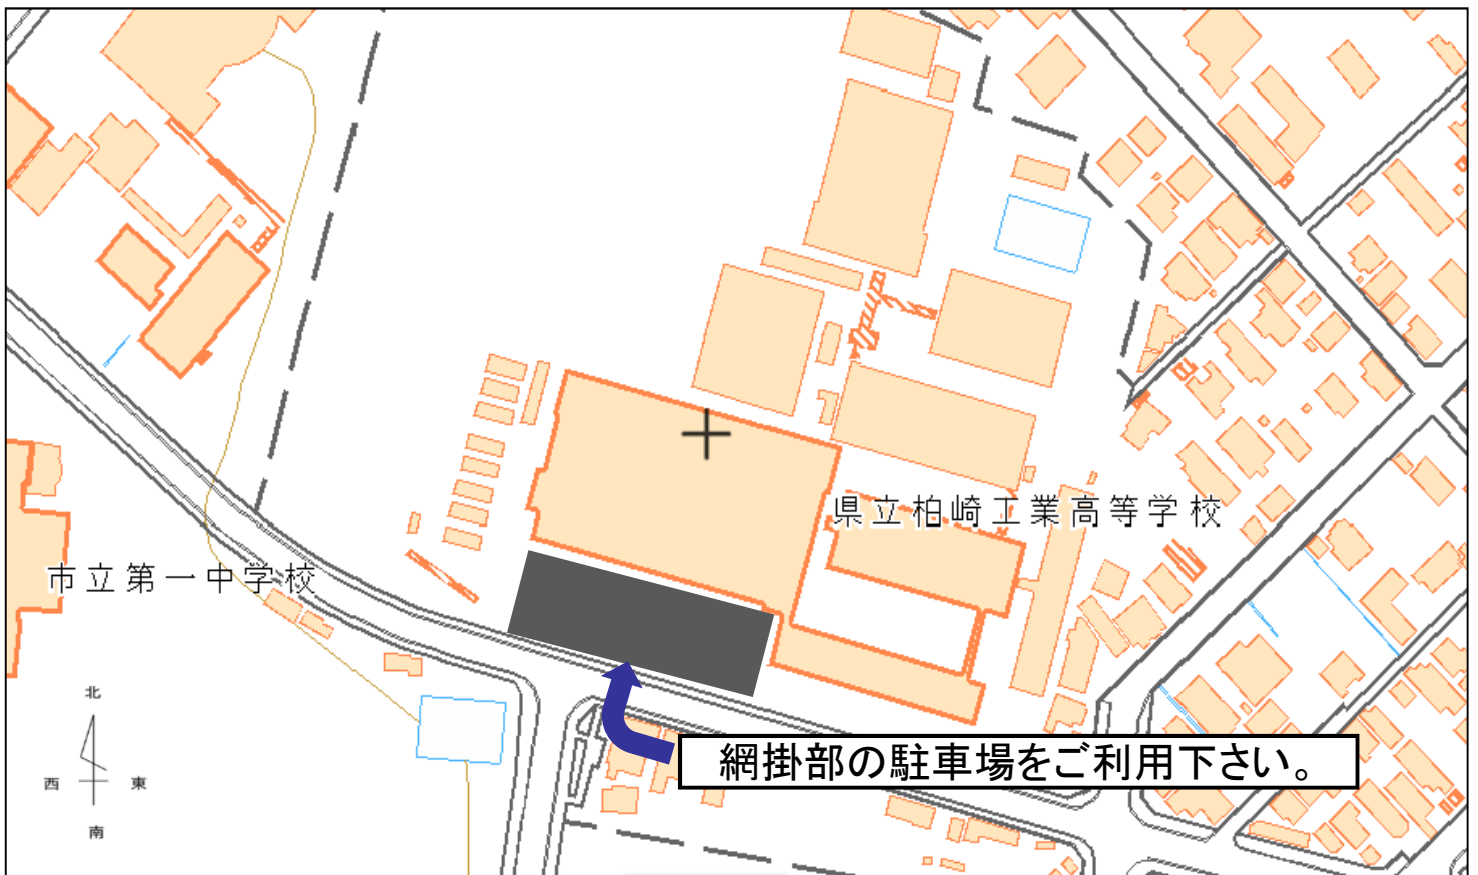 県立柏崎工業高等学校
市立第一中学校
北
西 東
南
網掛部の駐車場をご利用下さい。